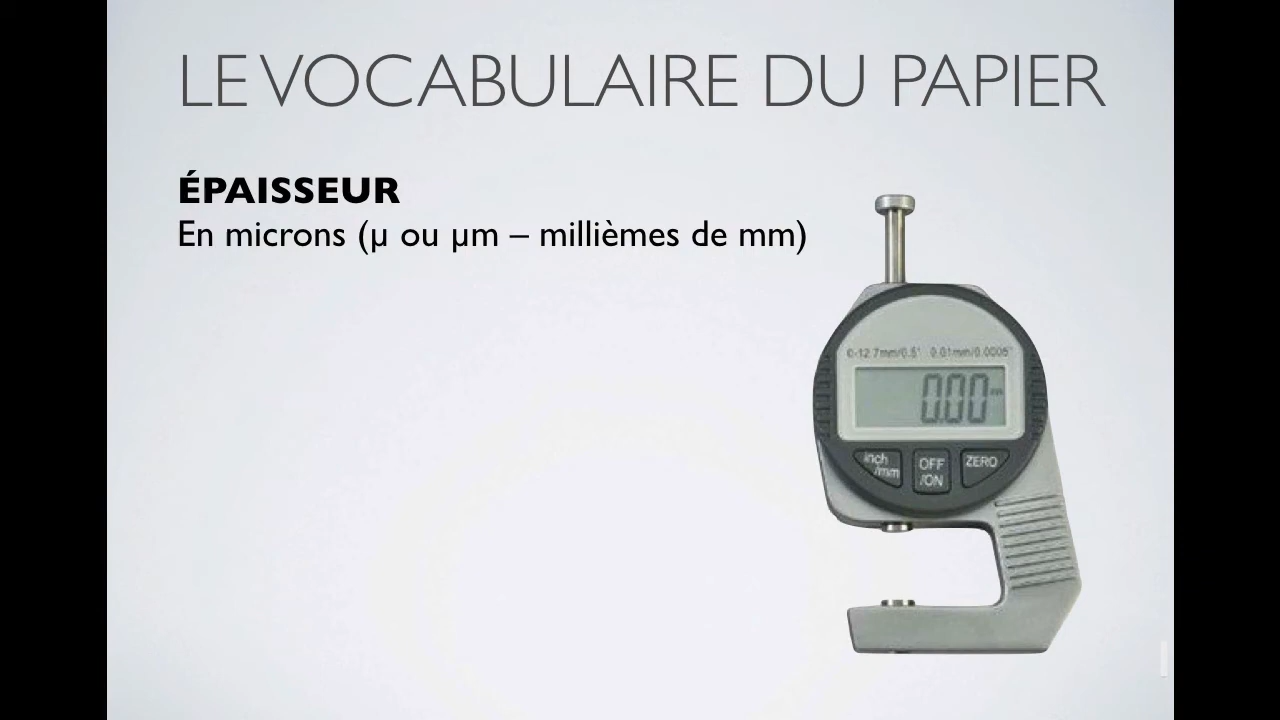 LE VOCABULAIRE DU PAPIER
ÉPAISSEUR
En microns (µ ou µm – millièmes de mm)
0-12.7mm/0.5" 0.01mm/0.0005"
0.00 mm
inch/mm OFF/ON ZERO